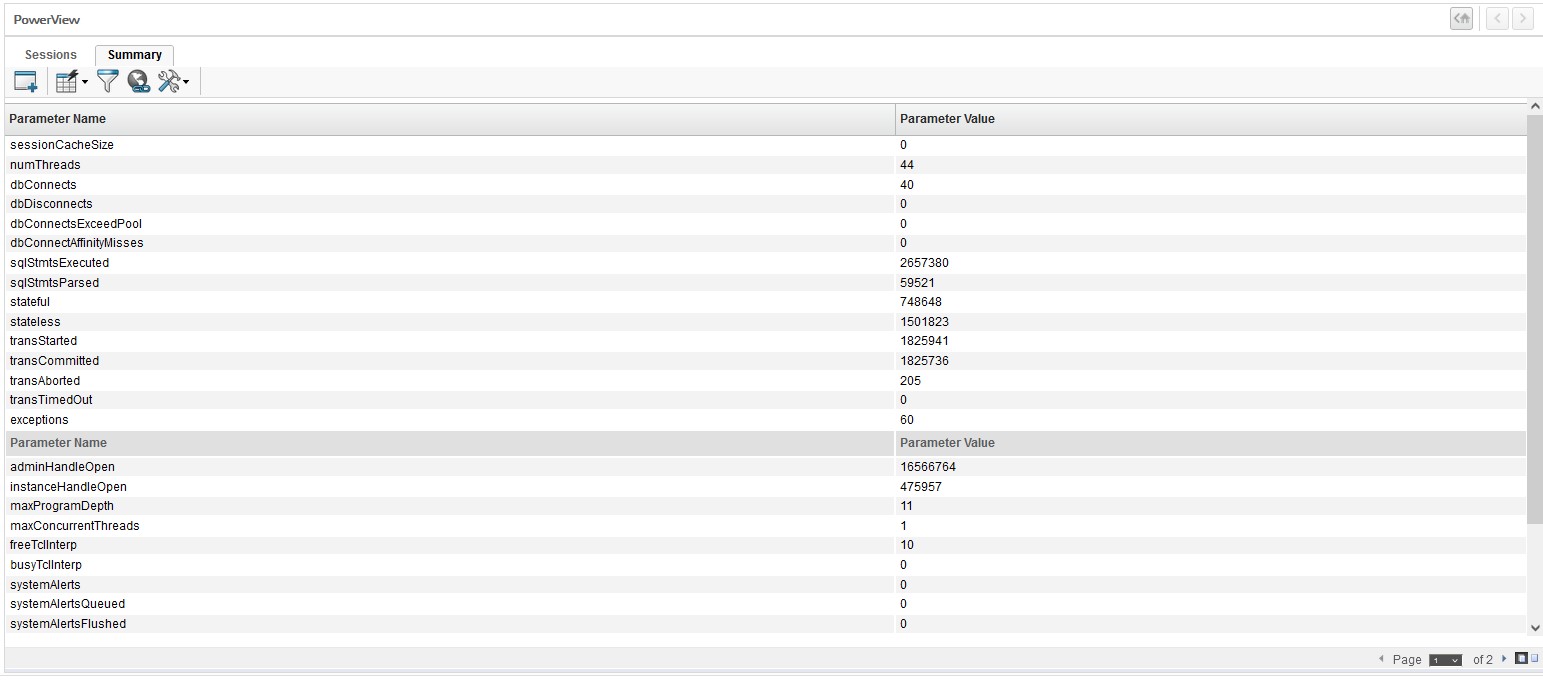 PowerView
Sessions Summary
Parameter Name Parameter Value
sessionCacheSize 0
numThreads 44
dbConnects 40
dbDisconnects 0
dbConnectsExceedPool 0
dbConnectAffinityMisses 0
sqlStmtsExecuted 2657380
sqlStmtsParsed 59521
stateful 748648
stateless 1501823
transStarted 1825941
transCommitted 1825736
transAborted 205
transTimedOut 0
exceptions 60
Parameter Name Parameter Value
adminHandleOpen 16566764
instanceHandleOpen 475957
maxProgramDepth 11
maxConcurrentThreads 1
freeTclInterp 10
busyTclInterp 0
systemAlerts 0
systemAlertsQueued 0
systemAlertsFlushed 0
Page 1 of 2